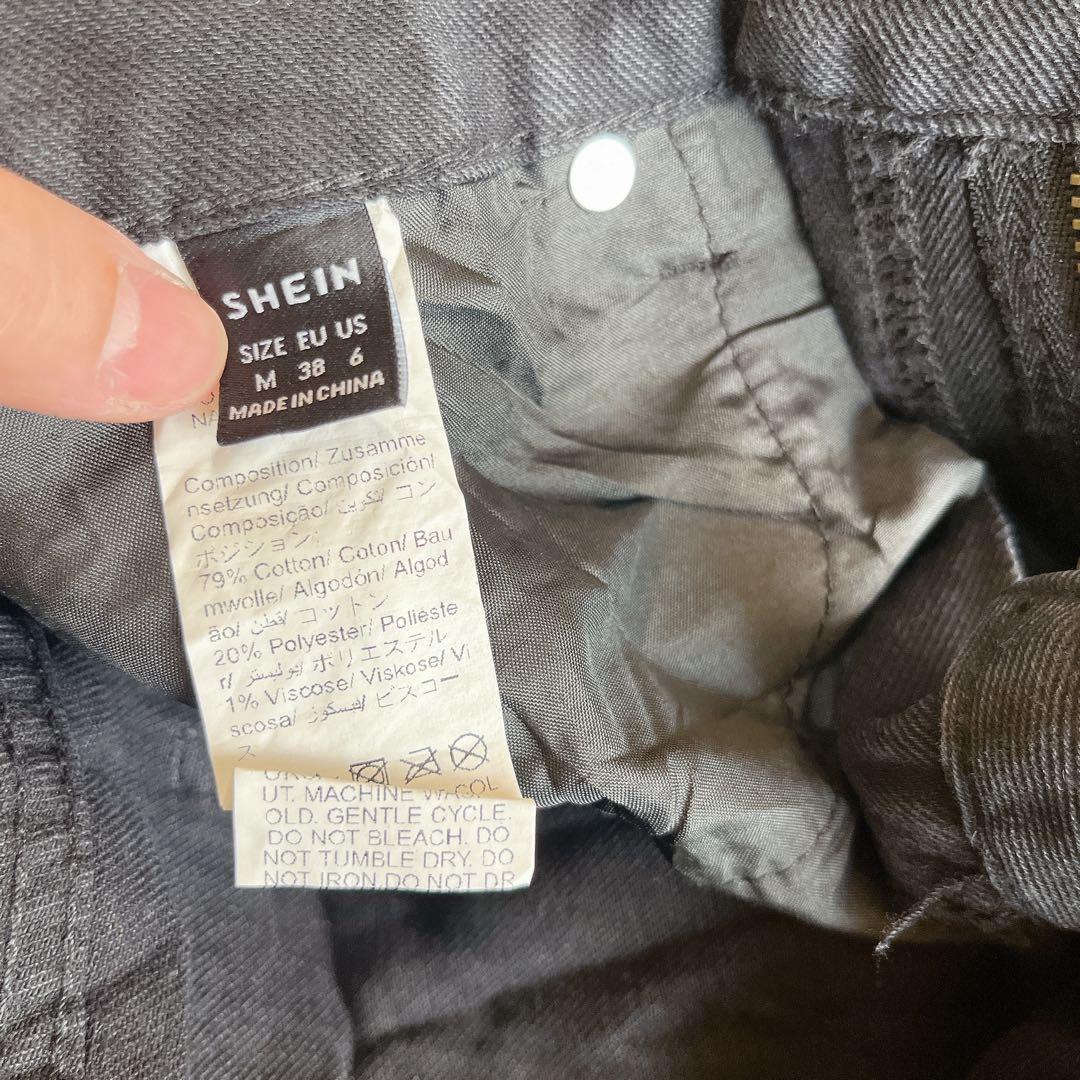 SHEIN
SIZE EU US
M 38 6
MADE IN CHINA
Composition/ Zusamme
nsetzung/ Composición/
Composição/ تكوين/ コン
ポジション:
79% Cotton/ Coton/ Bau
mwolle/ Algodón/ Algod
ão/ قطن/ コットン
20% Polyester/ Poliéste
r/ بوليستر/ ポリエステル
1% Viscose/ Viskose/ Vi
scosa/ فيسكوز/ ビスコー
ス
UT. MACHINE W. COL
OLD. GENTLE CYCLE.
DO NOT BLEACH. DO
NOT TUMBLE DRY. DO
NOT IRON.DO NOT DR